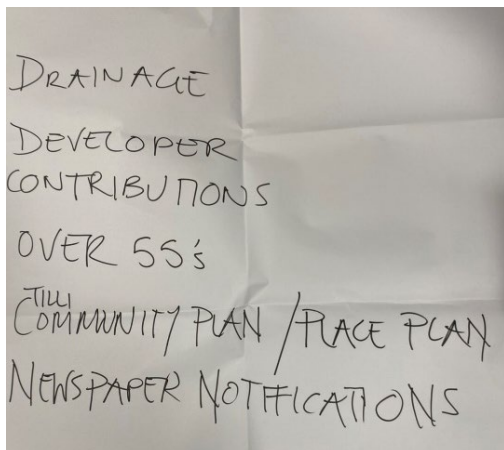 DRAINAGE
DEVELOPER
CONTRIBUTIONS
OVER 55's
TILLI
COMMUNITY PLAN / PLACE PLAN
NEWSPAPER NOTIFICATIONS